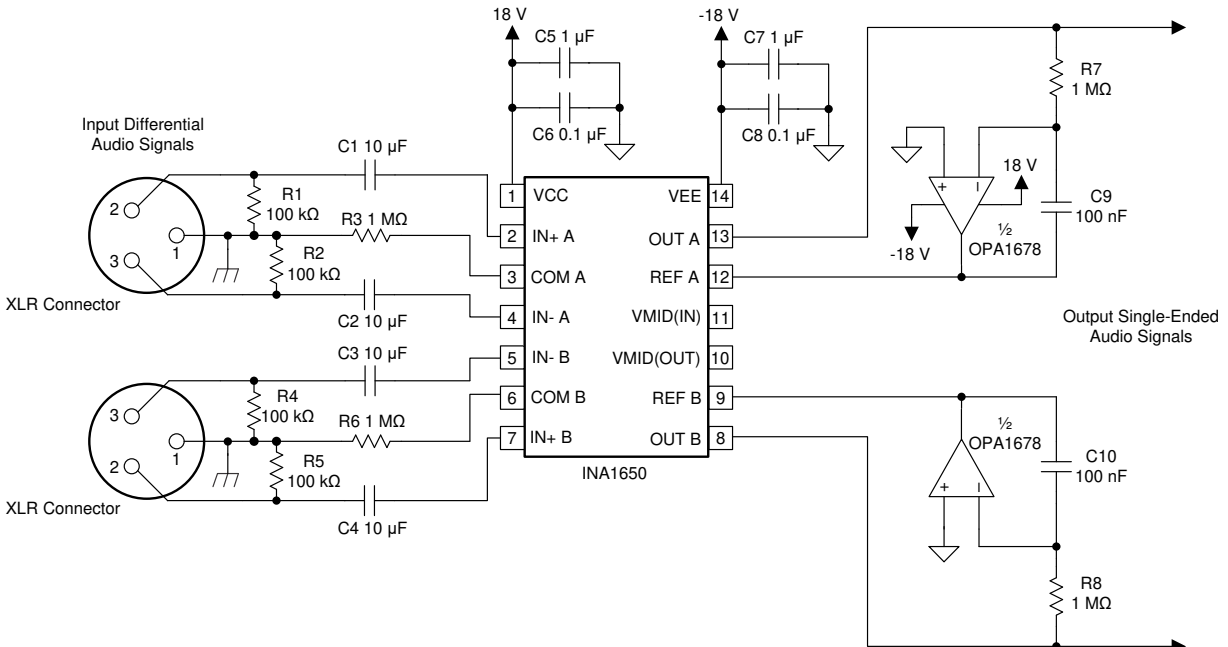 18 V
-18 V
C5 1 µF
C7 1 µF
C6 0.1 µF
C8 0.1 µF
R7
1 MΩ
Input Differential
Audio Signals
C1 10 µF
2
1
3
R1
100 kΩ
R3 1 MΩ
R2
100 kΩ
XLR Connector
C2 10 µF
1 VCC
VEE 14
2 IN+ A
OUT A 13
3 COM A
REF A 12
4 IN- A
VMID(IN) 11
5 IN- B
VMID(OUT) 10
6 COM B
REF B 9
7 IN+ B
OUT B 8
INA1650
+ –
18 V
-18 V
½
OPA1678
C9
100 nF
Output Single-Ended
Audio Signals
C3 10 µF
3
1
2
R4
100 kΩ
R6 1 MΩ
R5
100 kΩ
XLR Connector
C4 10 µF
½
OPA1678
+ –
C10
100 nF
R8
1 MΩ